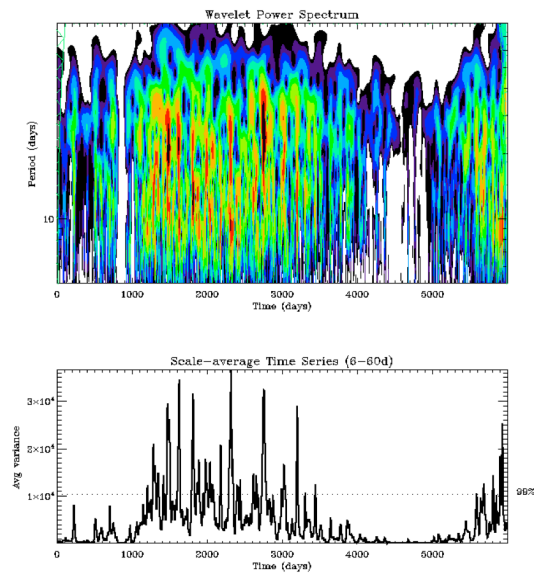 Wavelet Power Spectrum
Period (days)
10
0 1000 2000 3000 4000 5000
Time (days)
Scale-average Time Series (6-60d)
Avg variance
3×10⁴
2×10⁴
1×10⁴
99%
0 1000 2000 3000 4000 5000
Time (days)